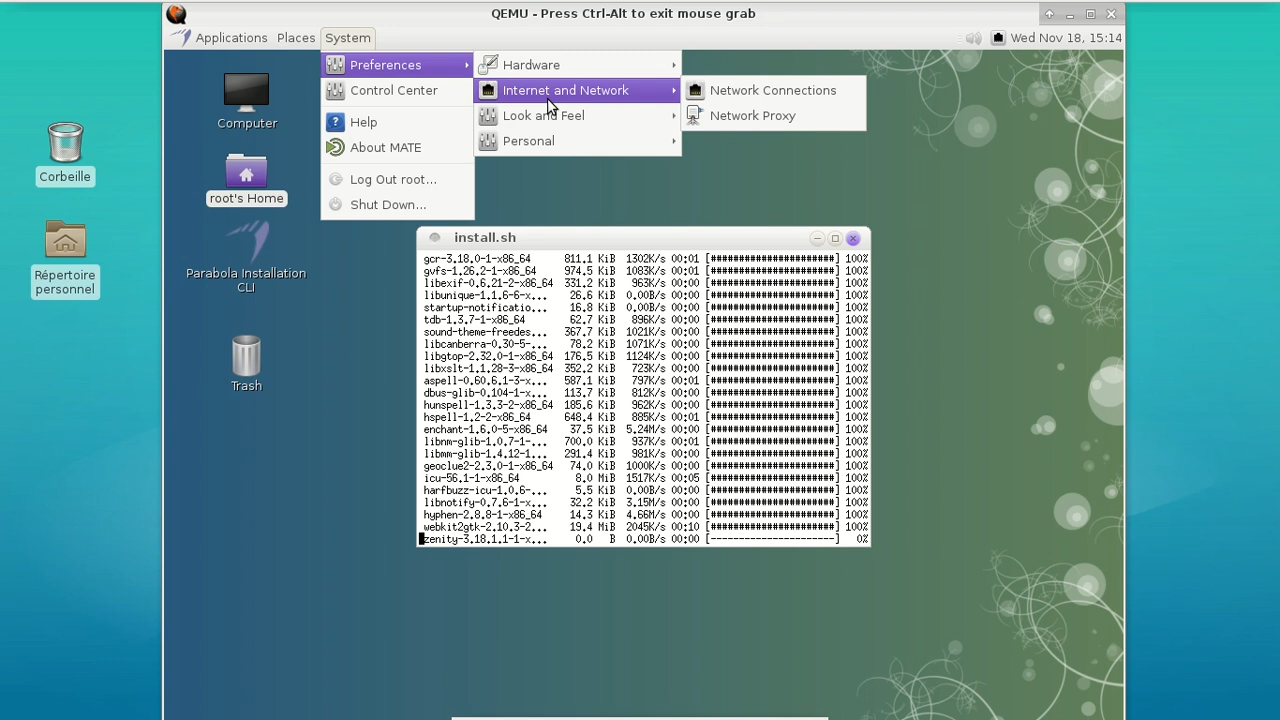 QEMU - Press Ctrl-Alt to exit mouse grab
Applications Places System
Wed Nov 18, 15:14
Preferences
Control Center
Help
About MATE
Log Out root...
Shut Down...
Hardware
Internet and Network
Look and Feel
Personal
Network Connections
Network Proxy
Corbeille
Répertoire
personnel
Computer
root's Home
Parabola Installation
CLI
Trash
install.sh
gcr-3.18.0-1-x86_64 811.1 KiB 1302K/s 00:01 [######################] 100%
gvfs-1.26.2-1-x86_64 974.5 KiB 1083K/s 00:01 [######################] 100%
libexif-0.6.21-2-x86_64 331.2 KiB 963K/s 00:00 [######################] 100%
libunique-1.1.6-6-x... 26.6 KiB 0.00B/s 00:00 [######################] 100%
startup-notificatio... 16.8 KiB 0.00B/s 00:00 [######################] 100%
tdb-1.3.7-1-x86_64 62.7 KiB 896K/s 00:00 [######################] 100%
sound-theme-freedes... 367.7 KiB 1021K/s 00:00 [######################] 100%
libcanberra-0.30-5-... 78.2 KiB 1071K/s 00:00 [######################] 100%
libgtop-2.32.0-1-x86_64 176.5 KiB 1124K/s 00:00 [######################] 100%
libxslt-1.1.28-3-x86_64 352.2 KiB 723K/s 00:00 [######################] 100%
aspell-0.60.6.1-3-x... 587.1 KiB 797K/s 00:01 [######################] 100%
dbus-glib-0.104-1-x... 113.7 KiB 812K/s 00:00 [######################] 100%
hunspell-1.3.3-2-x86_64 185.6 KiB 962K/s 00:00 [######################] 100%
hspell-1.2-2-x86_64 648.4 KiB 885K/s 00:01 [######################] 100%
enchant-1.6.0-5-x86_64 37.5 KiB 5.24M/s 00:00 [######################] 100%
libnm-glib-1.0.7-1-... 700.0 KiB 937K/s 00:01 [######################] 100%
libmm-glib-1.4.12-1... 291.4 KiB 981K/s 00:00 [######################] 100%
geoclue2-2.3.0-1-x86_64 74.0 KiB 1000K/s 00:00 [######################] 100%
icu-56.1-1-x86_64 8.0 MiB 1517K/s 00:05 [######################] 100%
harfbuzz-icu-1.0.6-... 5.5 KiB 0.00B/s 00:00 [######################] 100%
libnotify-0.7.6-1-x... 32.2 KiB 3.15M/s 00:00 [######################] 100%
hyphen-2.8.8-1-x86_64 14.3 KiB 4.66M/s 00:00 [######################] 100%
webkit2gtk-2.10.3-2... 19.4 MiB 2045K/s 00:10 [######################] 100%
zenity-3.18.1.1-1-x... 0.0 B 0.00B/s 00:00 [----------------------] 0%